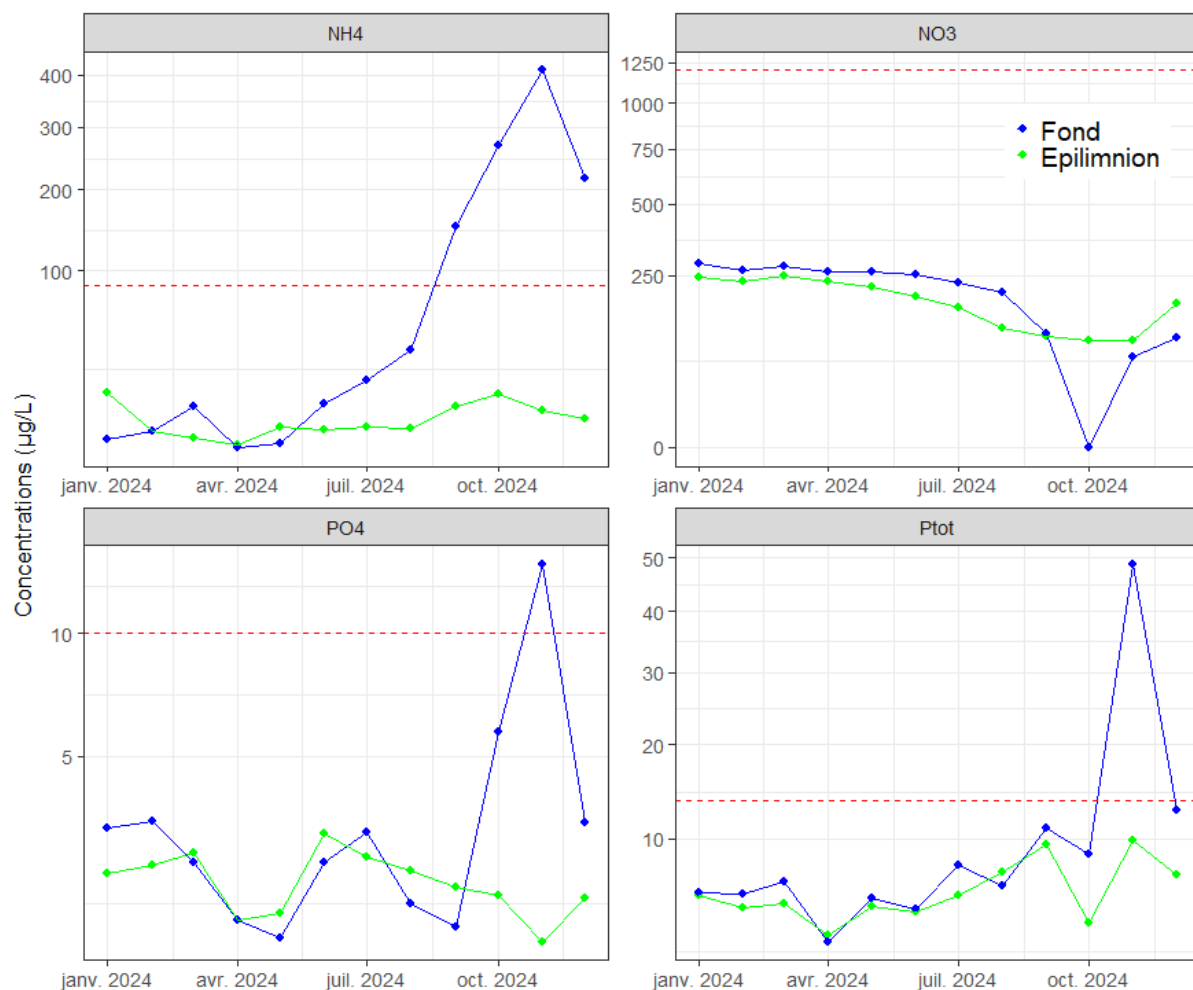 NH4
NO3
400
300
200
100
1250
1000
750
500
250
0
Fond
Epilimnion
janv. 2024 avr. 2024 juil. 2024 oct. 2024
janv. 2024 avr. 2024 juil. 2024 oct. 2024
Concentrations (µg/L)
PO4
Ptot
10
5
50
40
30
20
10
janv. 2024 avr. 2024 juil. 2024 oct. 2024
janv. 2024 avr. 2024 juil. 2024 oct. 2024